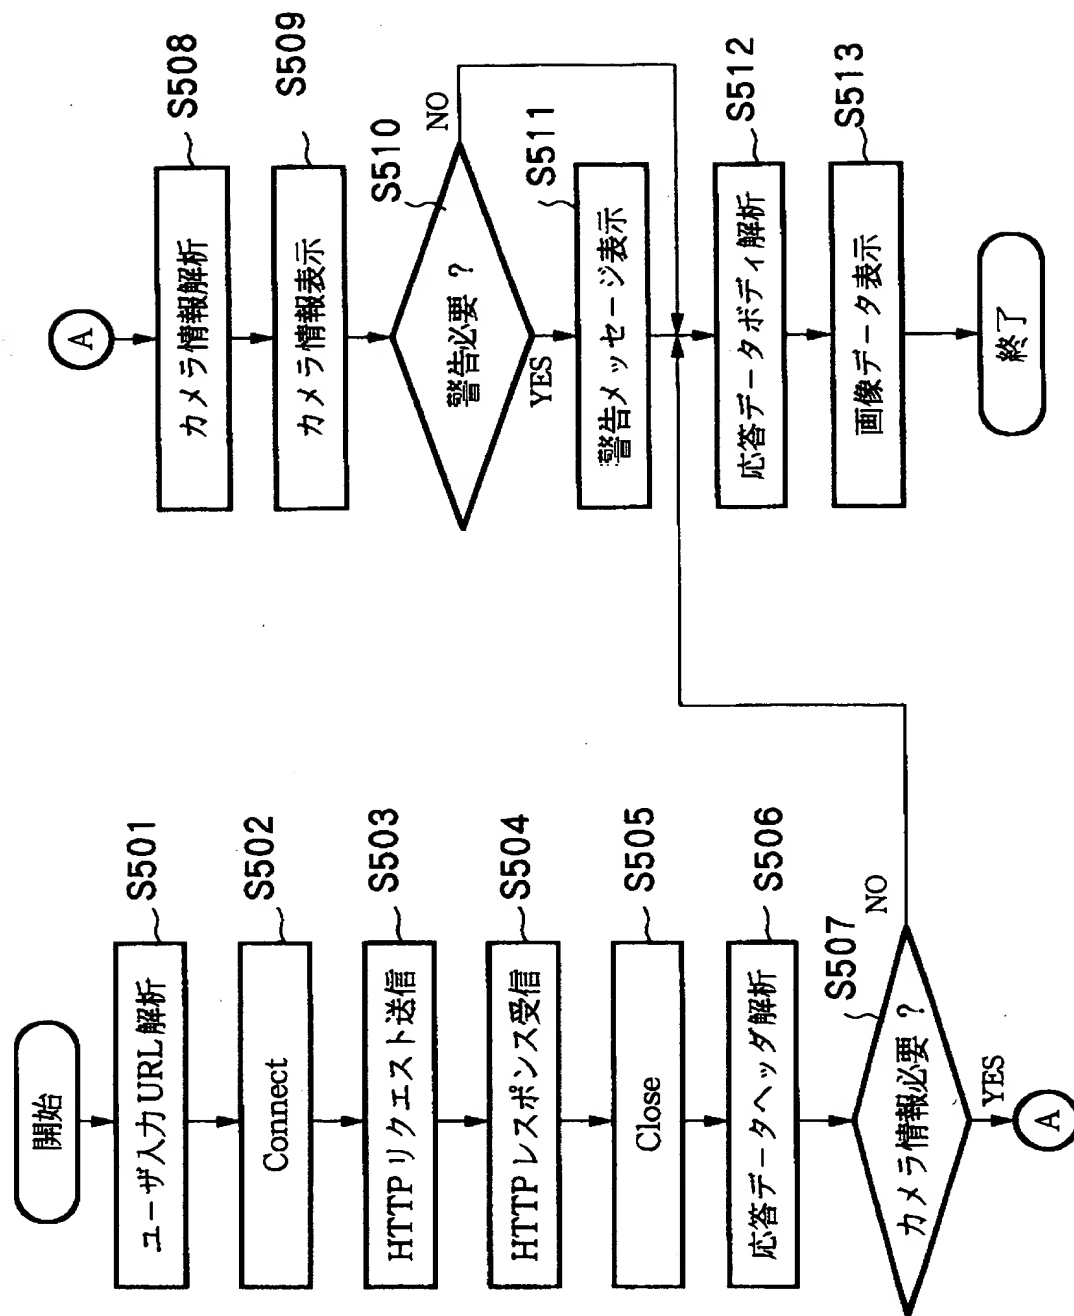 開始
ユーザ入力URL解析
S501
Connect
S502
HTTPリクエスト送信
S503
HTTPレスポンス受信
S504
Close
S505
応答データヘッダ解析
S506
カメラ情報必要？
S507
NO
YES
A
A
カメラ情報解析
S508
カメラ情報表示
S509
警告必要？
S510
NO
YES
警告メッセージ表示
S511
応答データボディ解析
S512
画像データ表示
S513
終了